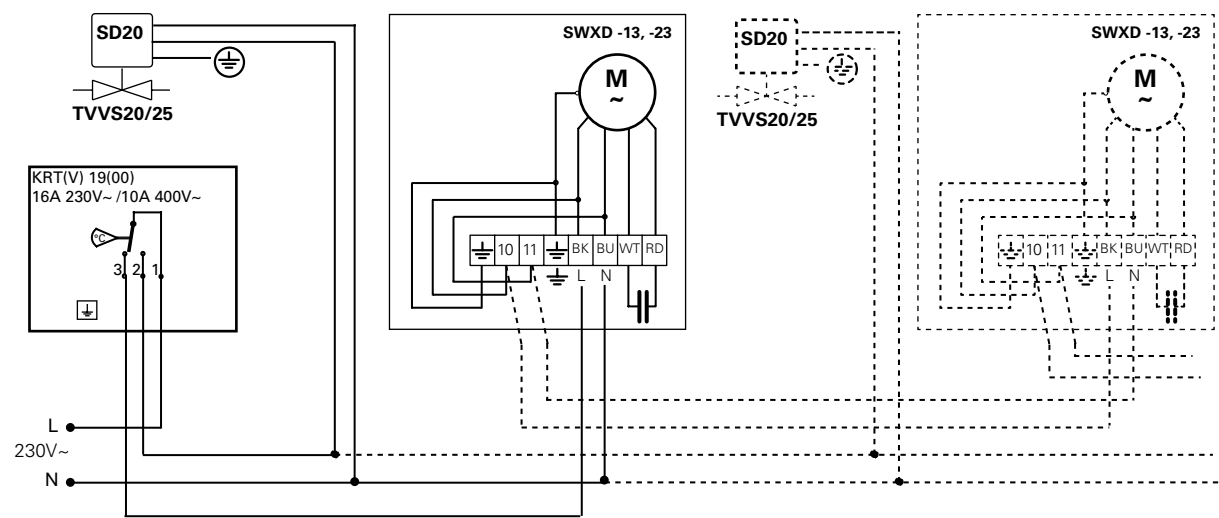 SD20
TVVS20/25
SWXD -13, -23
M
~
SD20
TVVS20/25
SWXD -13, -23
M
~
KRT(V) 19(00)
16A 230V~ /10A 400V~
°C
3 2 1
10 11 BK BU WT RD
L N
10 11 BK BU WT RD
L N
L
230V~
N